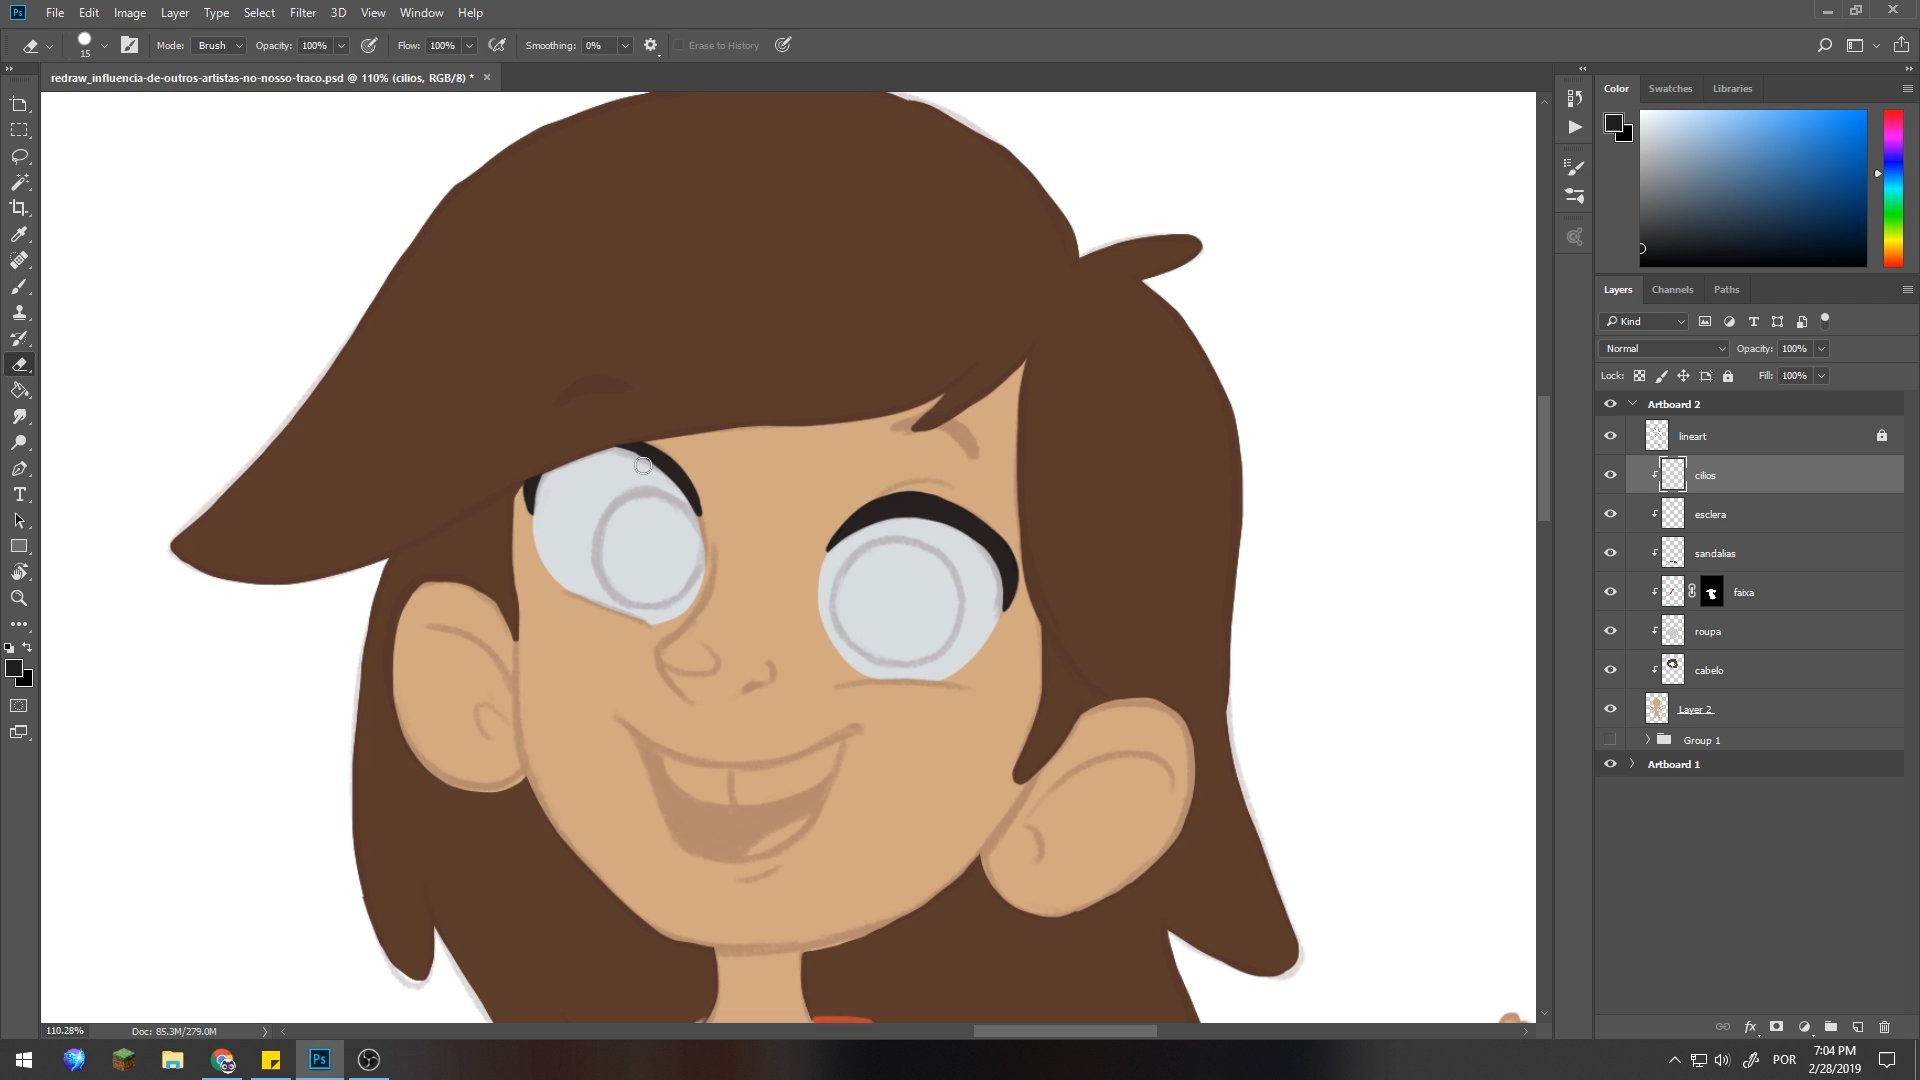 Ps File Edit Image Layer Type Select Filter 3D View Window Help
15 Mode: Brush Opacity: 100% Flow: 100% Smoothing: 0% Erase to History
redraw_influencia-de-outros-artistas-no-nosso-traco.psd @ 110% (cilios, RGB/8) *
Color Swatches Libraries
Layers Channels Paths
Kind
Normal Opacity: 100%
Lock: Fill: 100%
Artboard 2
lineart
cilios
esclera
sandalias
faixa
roupa
cabelo
Layer 2
Group 1
Artboard 1
110.28% Doc: 85.3M/279.0M
fx
Ps POR 7:04 PM
2/28/2019